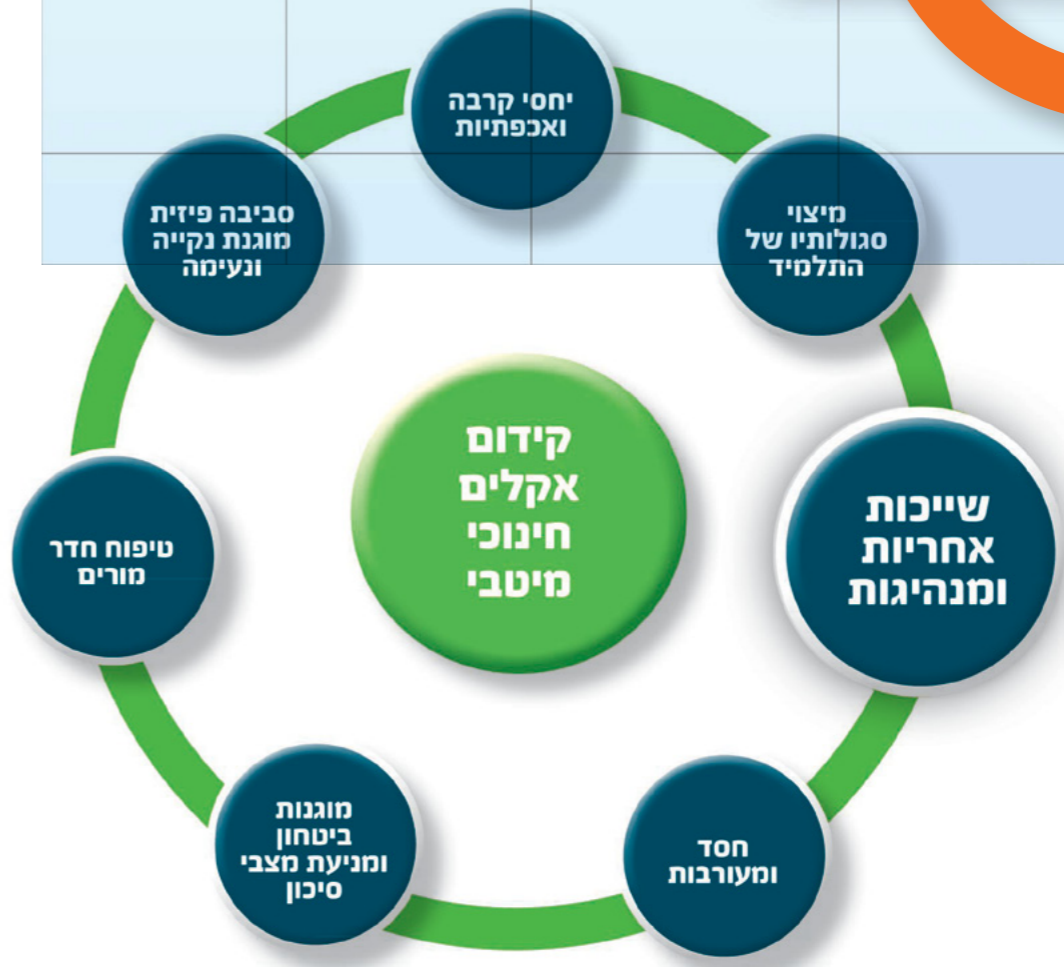 יחסי קרבה
ואכפתיות
מיצוי
סגולותיו של
התלמיד
שייכות
אחריות
ומנהיגות
חסד
ומעורבות
מוגנות
ביטחון
ומניעת מצבי
סיכון
טיפוח חדר
מורים
סביבה פיזית
מוגנת נקייה
ונעימה
קידום
אקלים
חינוכי
מיטבי